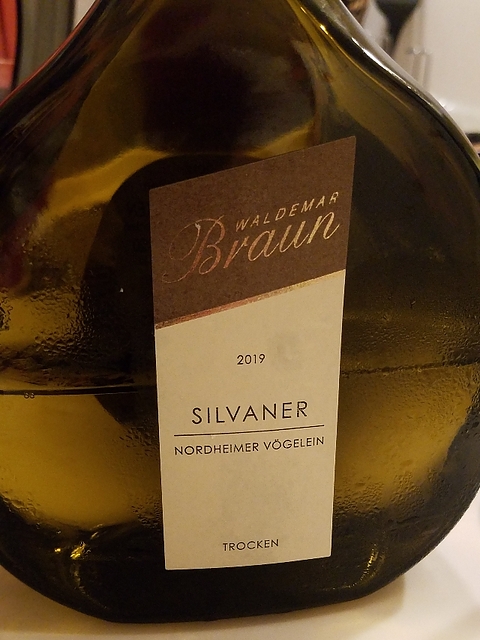 WALDEMAR
Braun
2019
SILVANER
NORDHEIMER VÖGELEIN
TROCKEN